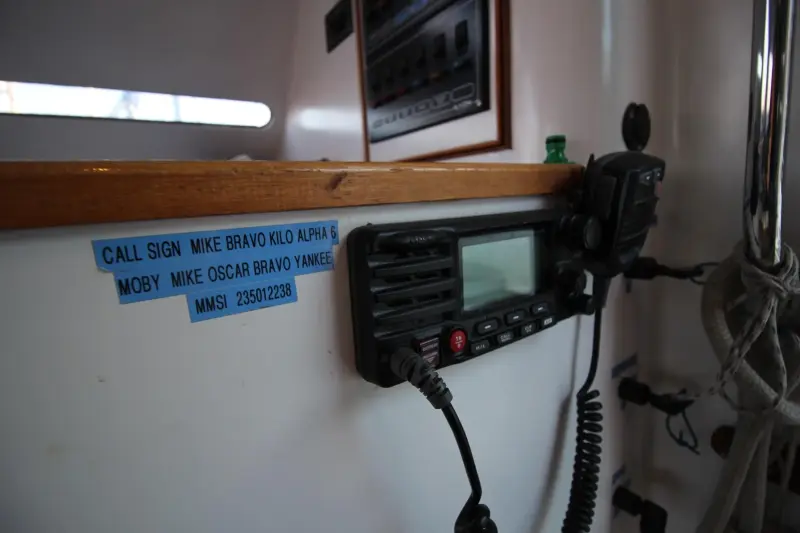 CALL SIGN MIKE BRAVO KILO ALPHA 6
MOBY MIKE OSCAR BRAVO YANKEE
MMSI 235012238